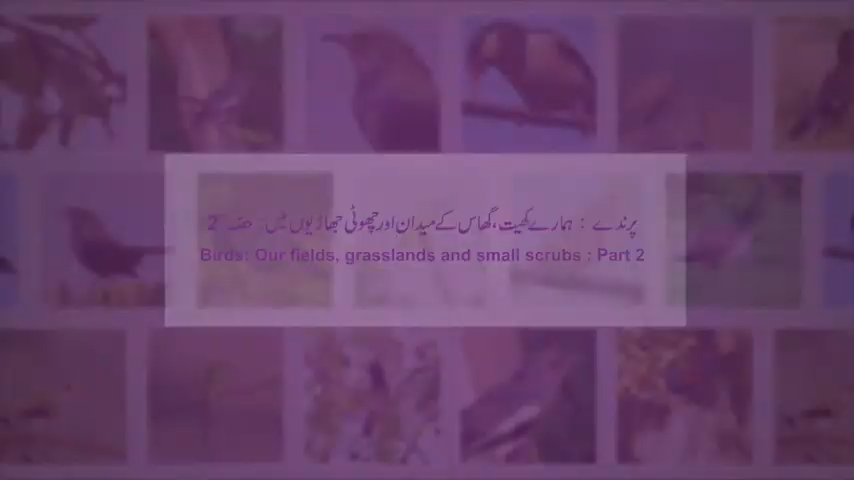 پرندے : ہمارے کھیت، گھاس کے میدان اور چھوٹی جھاڑیوں میں : حصہ 2
Birds: Our fields, grasslands and small scrubs : Part 2